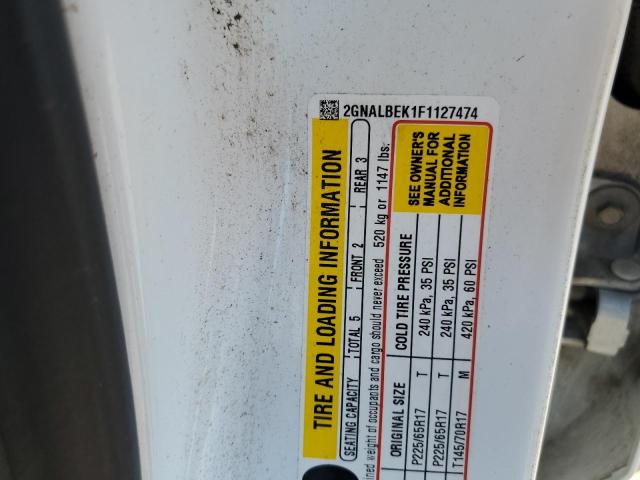 2GNALBEK1F1127474
TIRE AND LOADING INFORMATION
SEATING CAPACITY TOTAL 5 FRONT 2 REAR 3
weight of occupants and cargo should never exceed 520 kg or 1147 lbs.
ORIGINAL SIZE COLD TIRE PRESSURE
P225/65R17 T 240 kPa, 35 PSI
P225/65R17 T 240 kPa, 35 PSI
T145/70R17 M 420 kPa, 60 PSI
SEE OWNER'S
MANUAL FOR
ADDITIONAL
INFORMATION